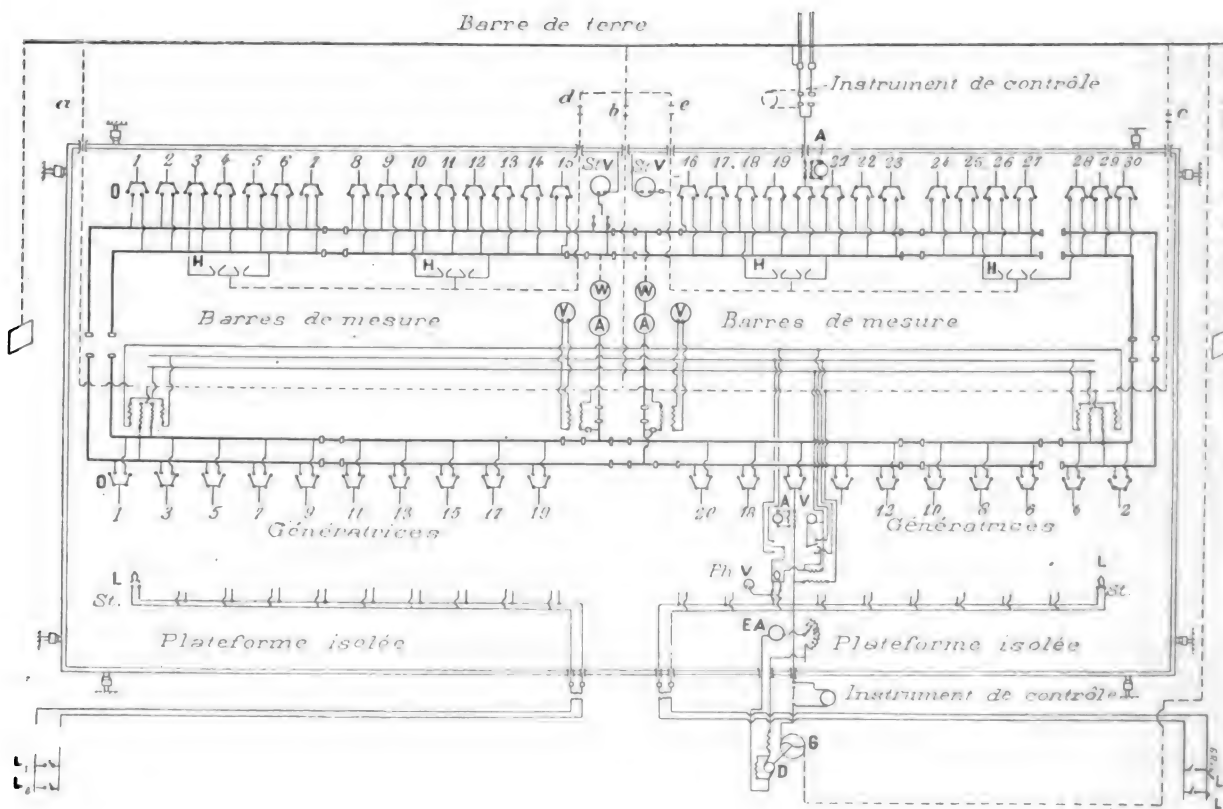 Barre de terre
Instrument de contrôle
a d b e c
A
1 2 3 4 5 6 7 8 9 10 11 12 13 14 15 StV StV 16 17 18 19 21 22 23 24 25 26 27 28 29 30
O
H H H H
W W
V A A V
Barres de mesure Barres de mesure
O
1 3 5 7 9 11 13 15 17 19 20 18 12 10 8 6 4 2
A V
Génératrices Génératrices
L Ph V L
St. St.
EA
Plateforme isolée Plateforme isolée
Instrument de contrôle
G
D
L
L